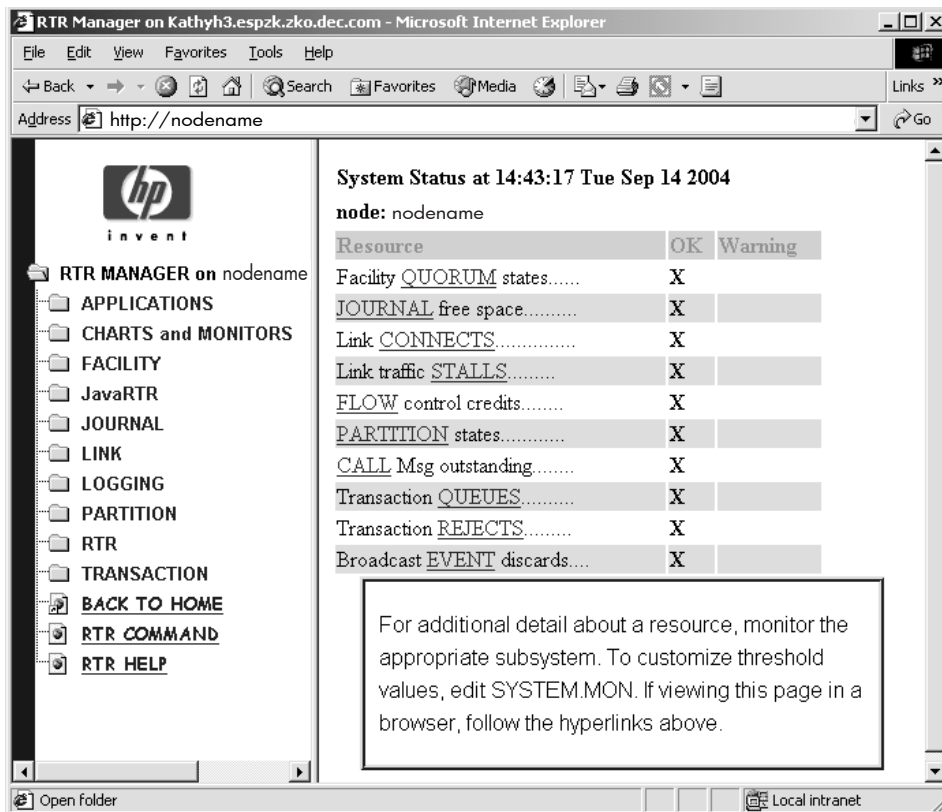 RTR Manager on Kathyh3.espzk.zko.dec.com - Microsoft Internet Explorer
File Edit View Favorites Tools Help
Back Search Favorites Media Links »
Address http://nodename Go
hp
invent
RTR MANAGER on nodename
APPLICATIONS
CHARTS and MONITORS
FACILITY
JavaRTR
JOURNAL
LINK
LOGGING
PARTITION
RTR
TRANSACTION
BACK TO HOME
RTR COMMAND
RTR HELP
System Status at 14:43:17 Tue Sep 14 2004
node: nodename
Resource OK Warning
Facility QUORUM states...... X
JOURNAL free space.......... X
Link CONNECTS............... X
Link traffic STALLS......... X
FLOW control credits........ X
PARTITION states............ X
CALL Msg outstanding........ X
Transaction QUEUES.......... X
Transaction REJECTS......... X
Broadcast EVENT discards.... X
For additional detail about a resource, monitor the
appropriate subsystem. To customize threshold
values, edit SYSTEM.MON. If viewing this page in a
browser, follow the hyperlinks above.
Open folder Local intranet